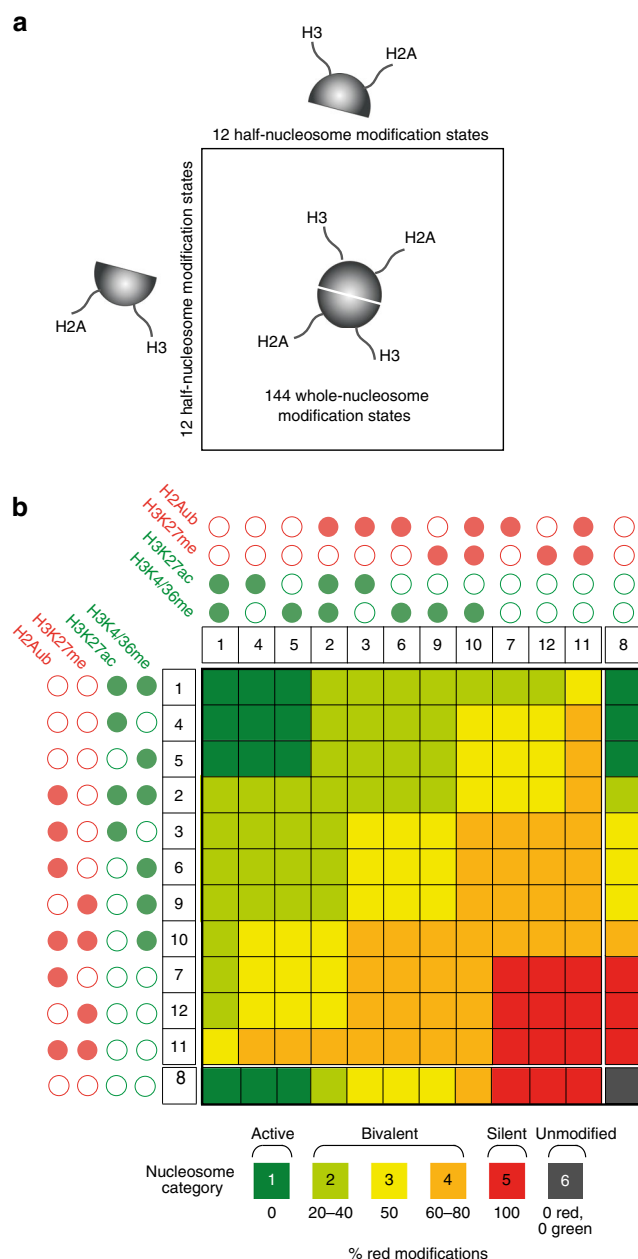 a
H3
H2A
12 half-nucleosome modification states
12 half-nucleosome modification states
H3
H2A
H2A
H3
H2A
H3
144 whole-nucleosome
modification states
b
H2Aub
H3K27me
H3K27ac
H3K4/36me
1 4 5 2 3 6 9 10 7 12 11 8
H3K4/36me
H3K27ac
H3K27me
H2Aub
1
4
5
2
3
6
9
10
7
12
11
8
Active Bivalent Silent Unmodified
Nucleosome
category
1 2 3 4 5 6
0 20–40 50 60–80 100 0 red,
0 green
% red modifications